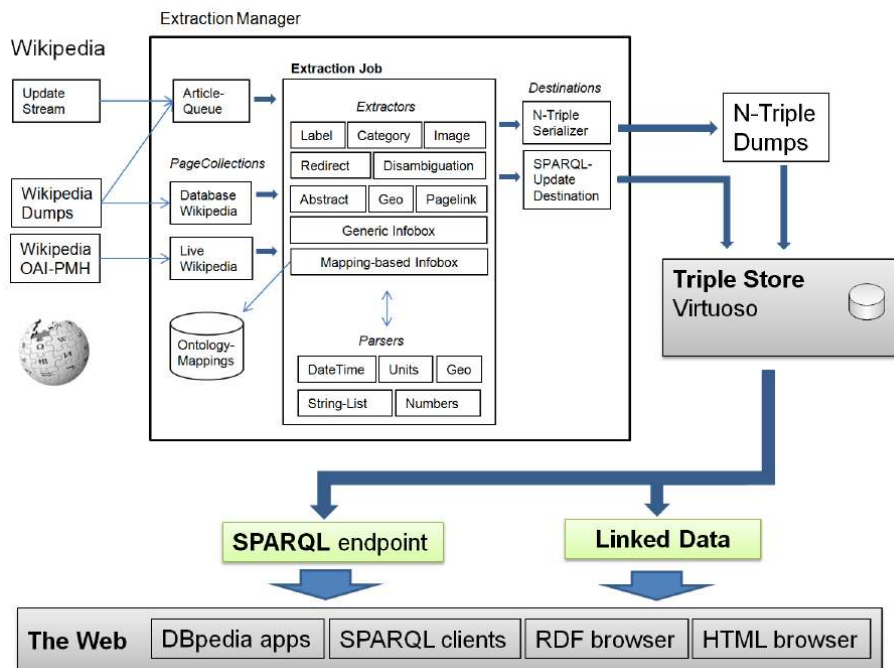 Extraction Manager
Wikipedia
Update
Stream
Wikipedia
Dumps
Wikipedia
OAI-PMH
Article-
Queue
PageCollections
Database
Wikipedia
Live
Wikipedia
Ontology-
Mappings
Extraction Job
Extractors
Label
Category
Image
Redirect
Disambiguation
Abstract
Geo
Pagelink
Generic Infobox
Mapping-based Infobox
Parsers
DateTime
Units
Geo
String-List
Numbers
Destinations
N-Triple
Serializer
SPARQL-
Update
Destination
N-Triple
Dumps
Triple Store
Virtuoso
SPARQL endpoint
Linked Data
The Web
DBpedia apps
SPARQL clients
RDF browser
HTML browser